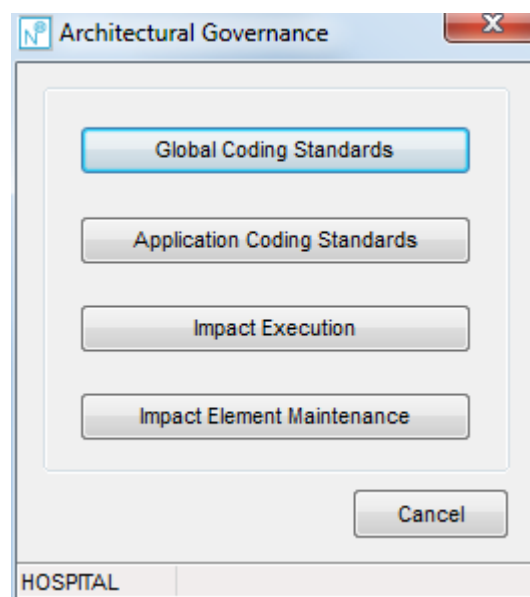 Architectural Governance
Global Coding Standards
Application Coding Standards
Impact Execution
Impact Element Maintenance
Cancel
HOSPITAL